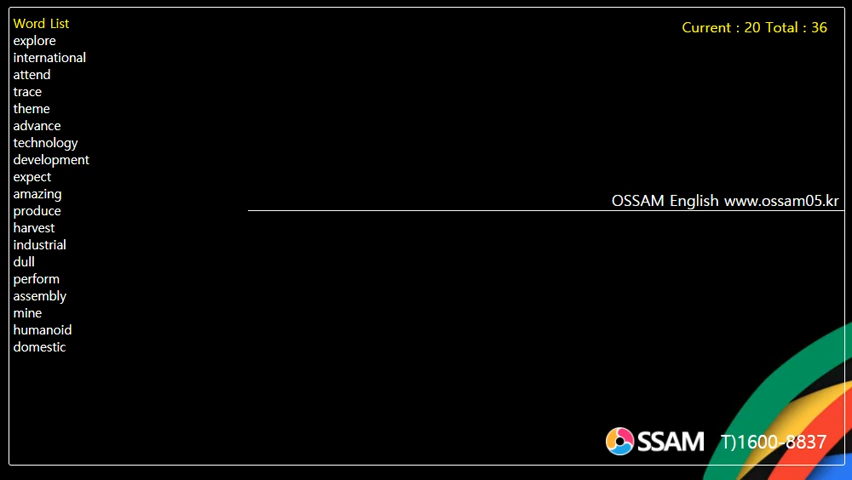 Word List
explore
international
attend
trace
theme
advance
technology
development
expect
amazing
produce
harvest
industrial
dull
perform
assembly
mine
humanoid
domestic
Current : 20 Total : 36
OSSAM English www.ossam05.kr
OSSAM T)1600-8837